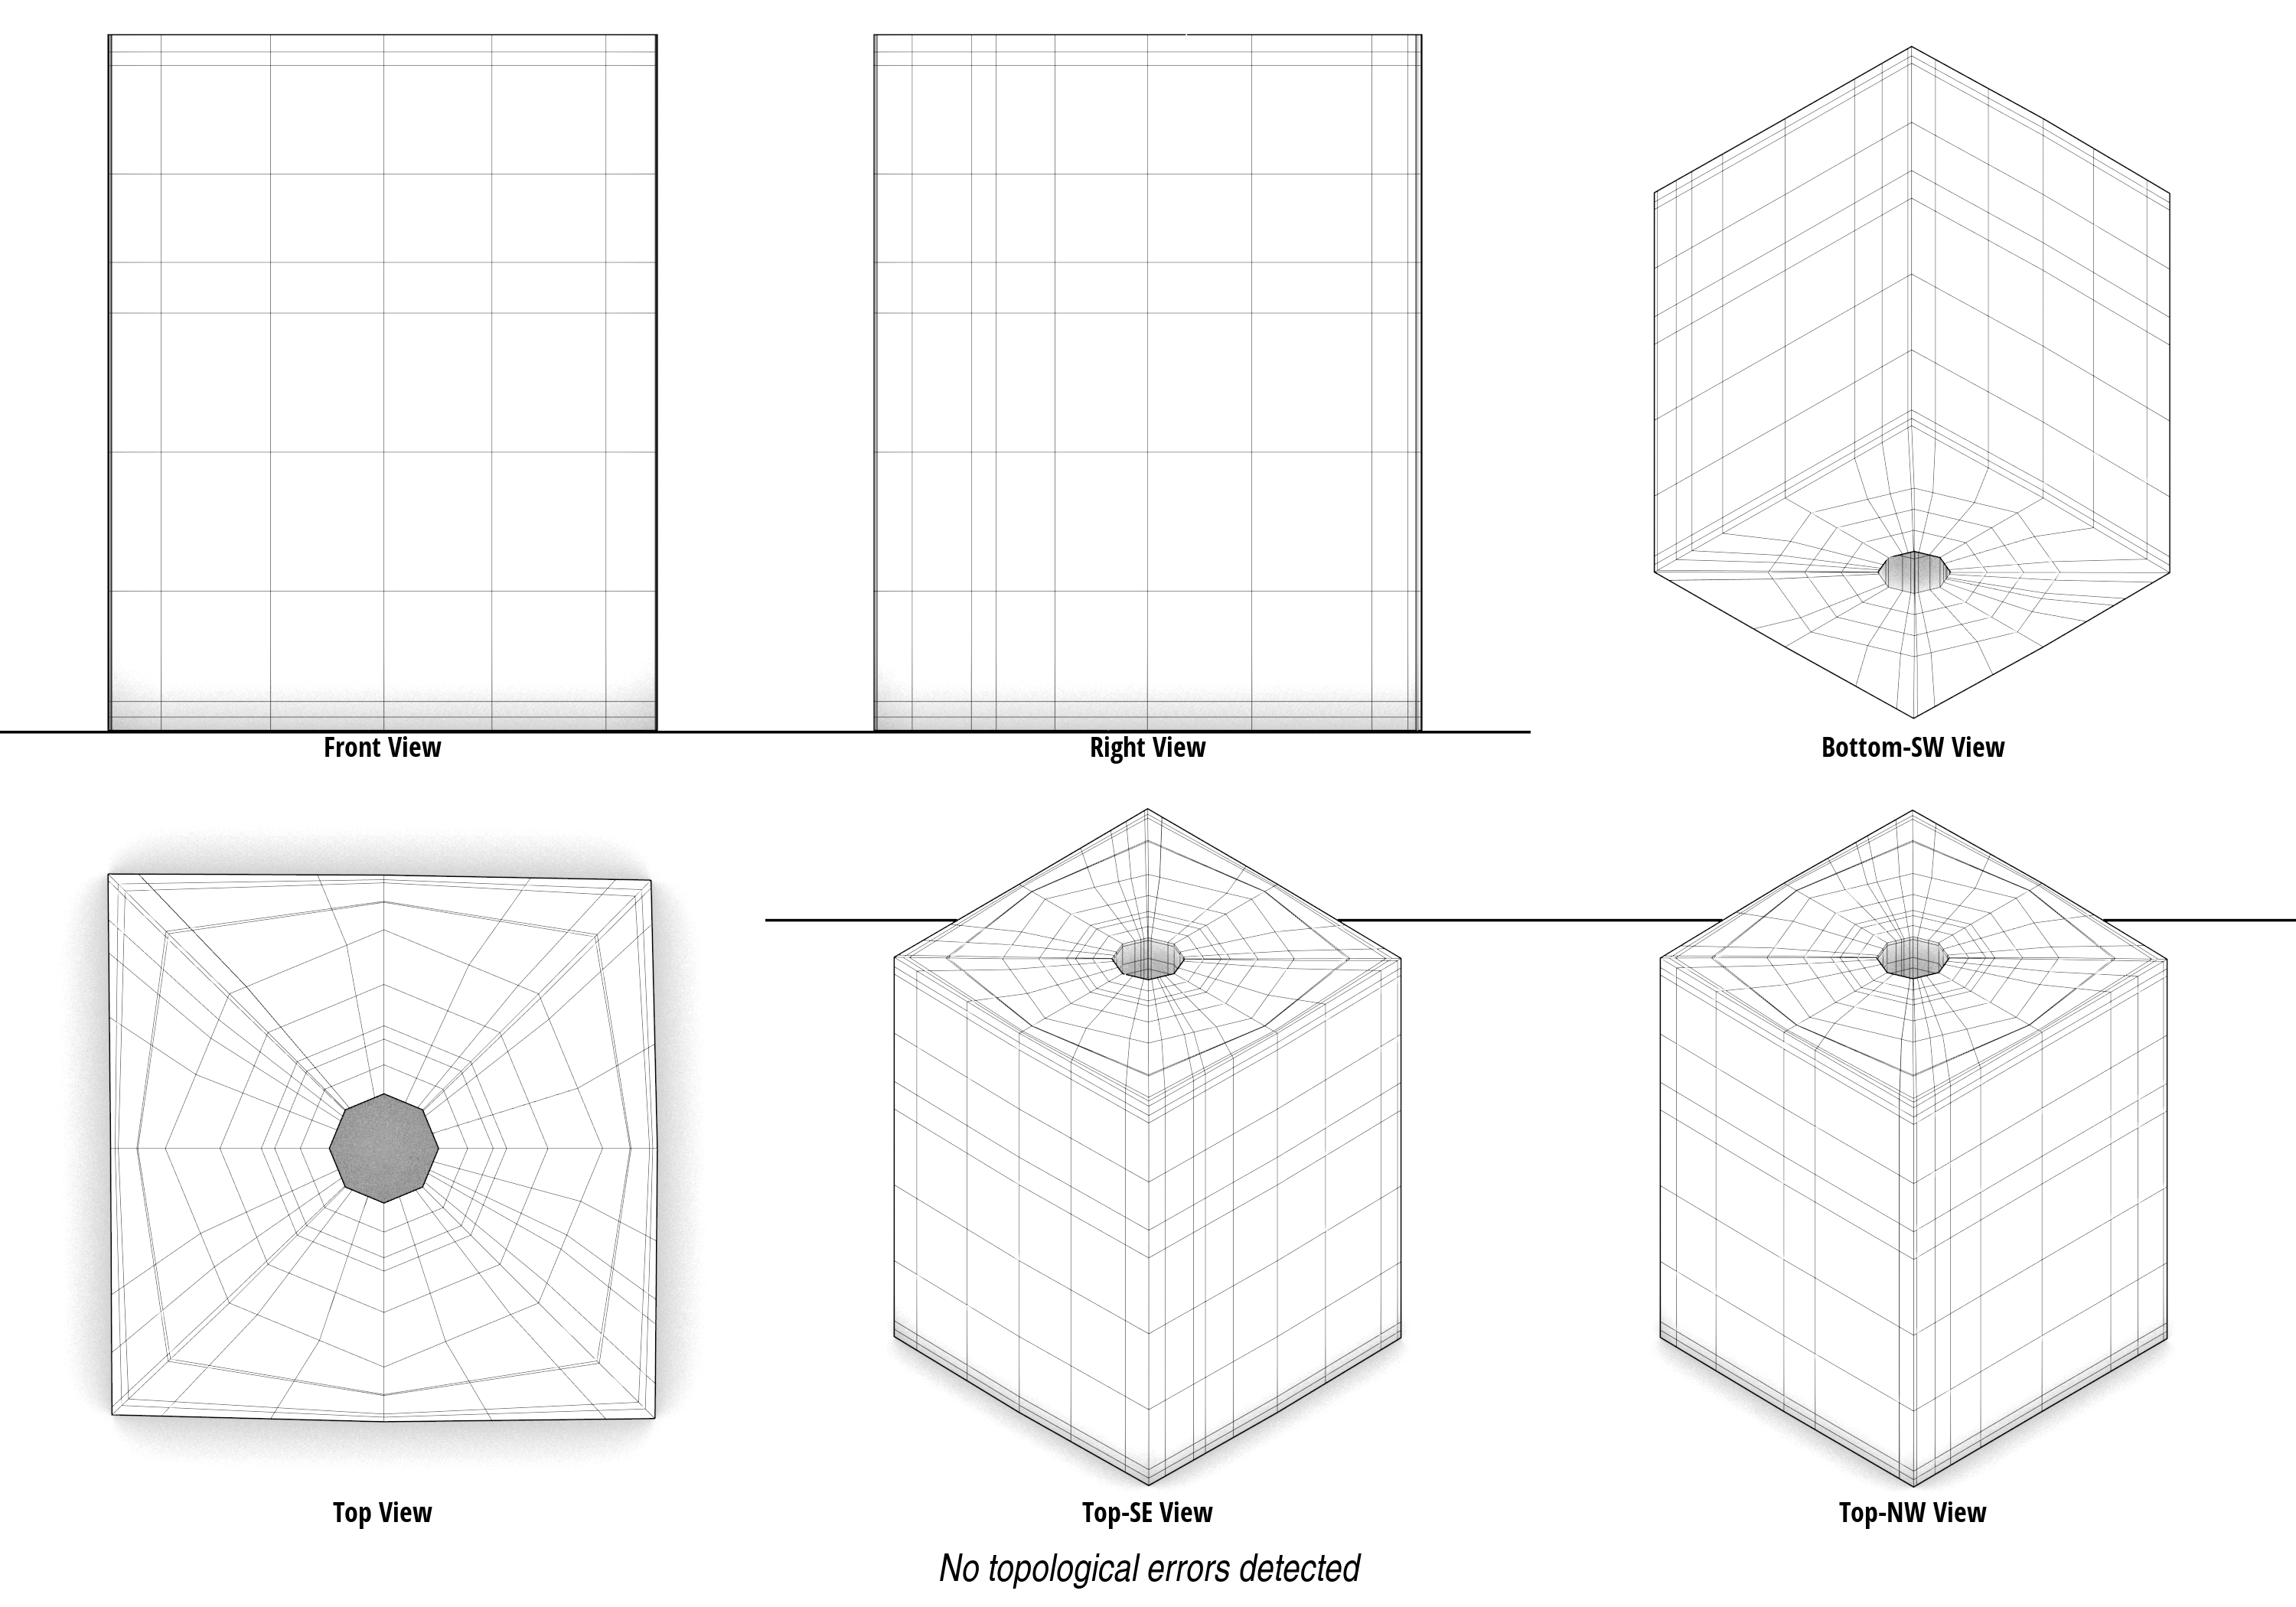 Front View
Right View
Bottom-SW View
Top View
Top-SE View
Top-NW View
No topological errors detected